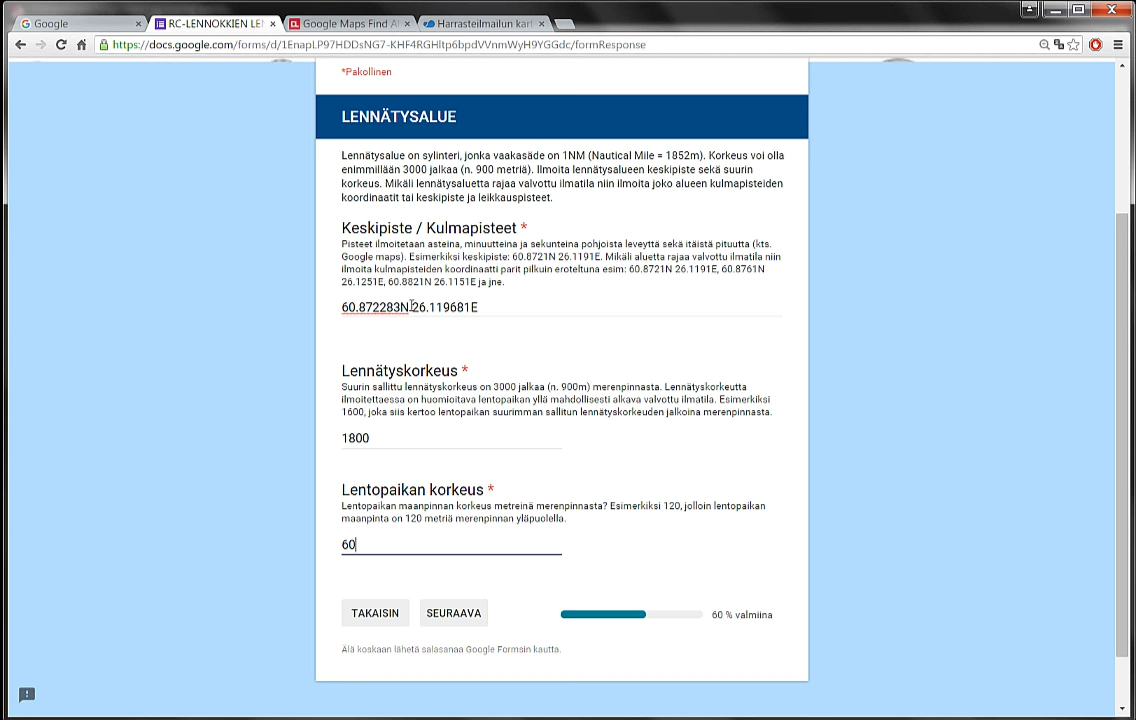 Google
RC-LENNOKKIEN LE
Google Maps Find A
Harrasteilmailun kar
https://docs.google.com/forms/d/1EnapLP97HDDsNG7-KHF4RGHltp6bpdVVnmWyH9YGGdc/formResponse
*Pakollinen
LENNÄTYSALUE
Lennätysalue on sylinteri, jonka vaakasäde on 1NM (Nautical Mile = 1852m). Korkeus voi olla
enimmillään 3000 jalkaa (n. 900 metriä). Ilmoita lennätysalueen keskipiste sekä suurin
korkeus. Mikäli lennätysaluetta rajaa valvottu ilmatila niin ilmoita joko alueen kulmapisteiden
koordinaatit tai keskipiste ja leikkauspisteet.
Keskipiste / Kulmapisteet *
Pisteet ilmoitetaan asteina, minuutteina ja sekunteina pohjoista leveyttä sekä itäistä pituutta (kts.
Google maps). Esimerkiksi keskipiste: 60.8721N 26.1191E. Mikäli aluetta rajaa valvottu ilmatila niin
ilmoita kulmapisteiden koordinaatti parit pilkuin eroteltuna esim: 60.8721N 26.1191E, 60.8761N
26.1251E, 60.8821N 26.1151E ja jne.
60.872283N 26.119681E
Lennätyskorkeus *
Suurin sallittu lennätyskorkeus on 3000 jalkaa (n. 900m) merenpinnasta. Lennätyskorkeutta
ilmoitettaessa on huomioitava lentopaikan yllä mahdollisesti alkava valvottu ilmatila. Esimerkiksi
1600, joka siis kertoo lentopaikan suurimman sallitun lennätyskorkeuden jalkoina merenpinnasta.
1800
Lentopaikan korkeus *
Lentopaikan maanpinnan korkeus metreinä merenpinnasta? Esimerkiksi 120, jolloin lentopaikan
maanpinta on 120 metriä merenpinnan yläpuolella.
60
TAKAISIN SEURAAVA 60 % valmiina
Älä koskaan lähetä salasanaa Google Formsin kautta.